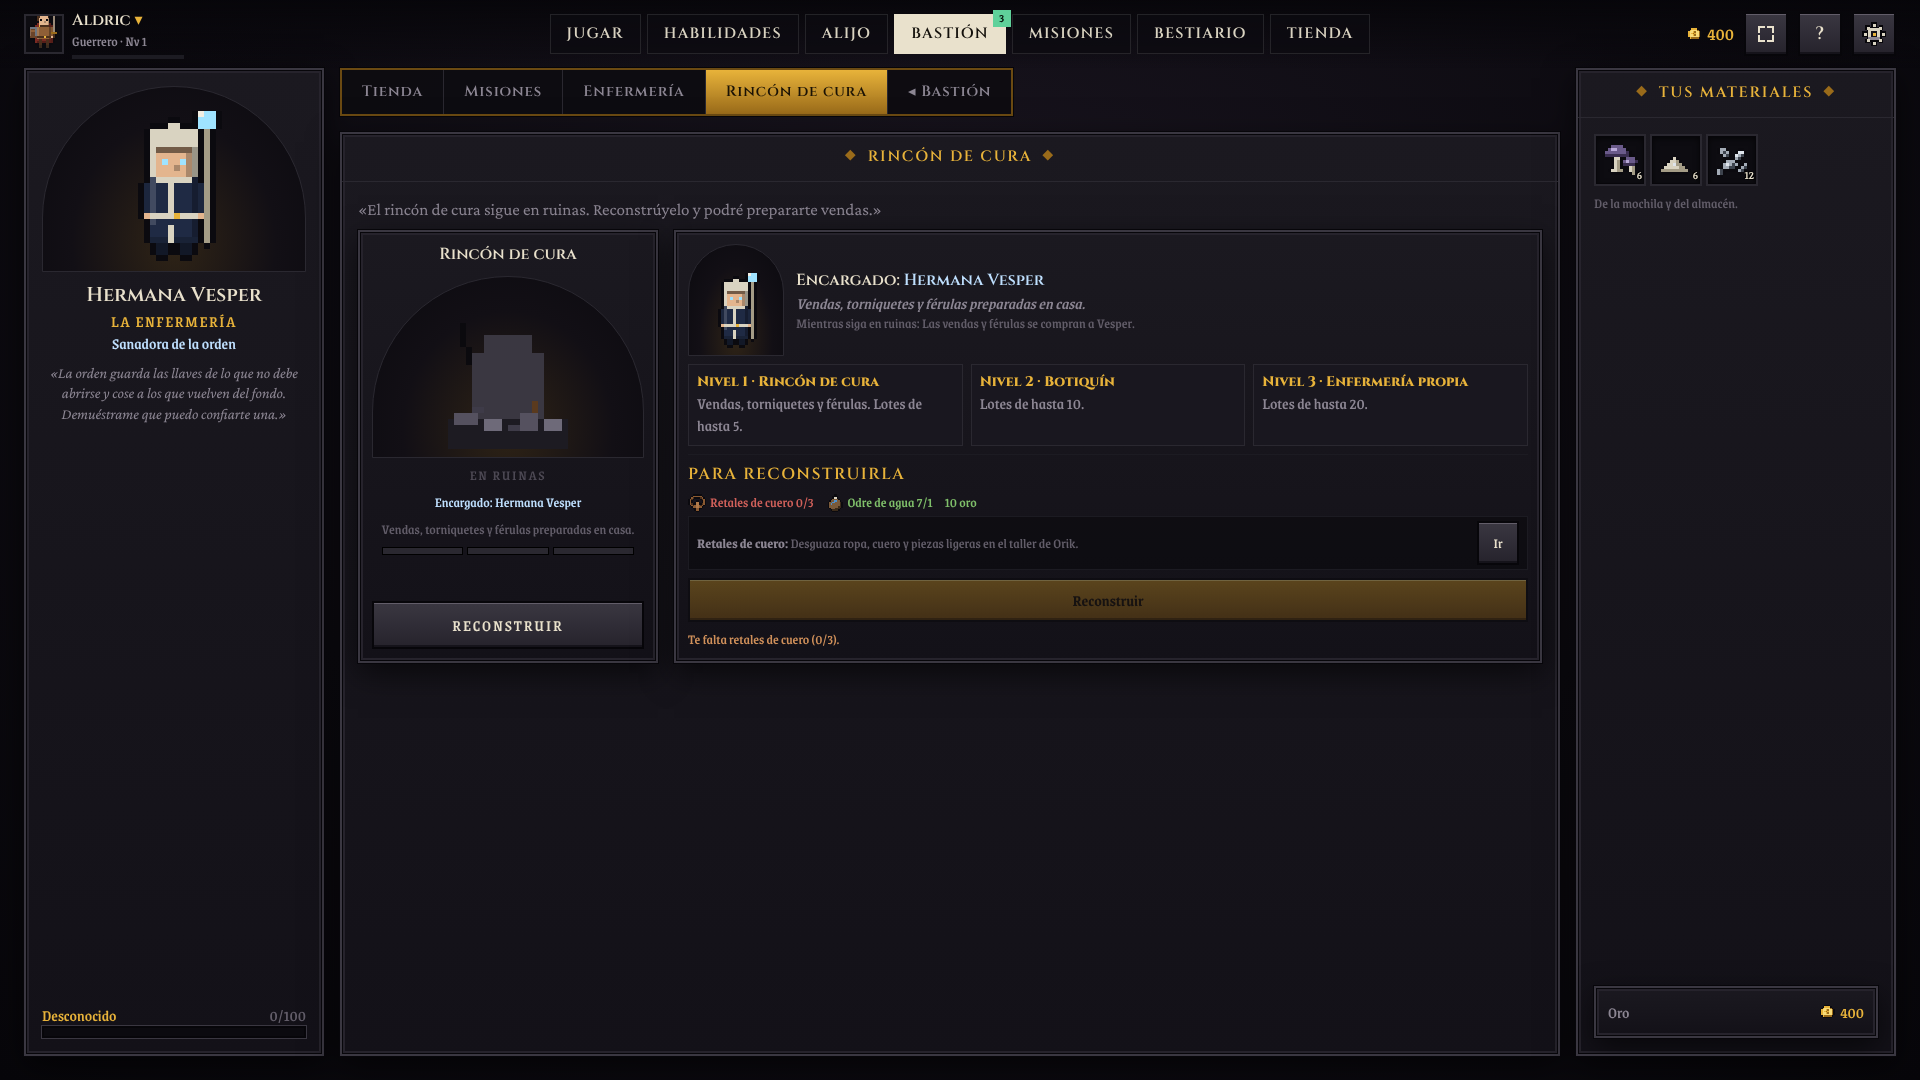 Aldric ▾
Guerrero · Nv 1
JUGAR
HABILIDADES
ALIJO
BASTIÓN
3
MISIONES
BESTIARIO
TIENDA
400
?
Hermana Vesper
LA ENFERMERÍA
Sanadora de la orden
«La orden guarda las llaves de lo que no debe
abrirse y cose a los que vuelven del fondo.
Demuéstrame que puedo confiarte una.»
Desconocido
0/100
Tienda
Misiones
Enfermería
Rincón de cura
◂ Bastión
RINCÓN DE CURA
«El rincón de cura sigue en ruinas. Reconstrúyelo y podré prepararte vendas.»
Rincón de cura
EN RUINAS
Encargado: Hermana Vesper
Vendas, torniquetes y férulas preparadas en casa.
RECONSTRUIR
Encargado: Hermana Vesper
Vendas, torniquetes y férulas preparadas en casa.
Mientras siga en ruinas: Las vendas y férulas se compran a Vesper.
Nivel 1 · Rincón de cura
Vendas, torniquetes y férulas. Lotes de
hasta 5.
Nivel 2 · Botiquín
Lotes de hasta 10.
Nivel 3 · Enfermería propia
Lotes de hasta 20.
PARA RECONSTRUIRLA
Retales de cuero 0/3
Odre de agua 7/1
10 oro
Retales de cuero: Desguaza ropa, cuero y piezas ligeras en el taller de Orik.
Ir
Reconstruir
Te falta retales de cuero (0/3).
TUS MATERIALES
6
6
12
De la mochila y del almacén.
Oro
400